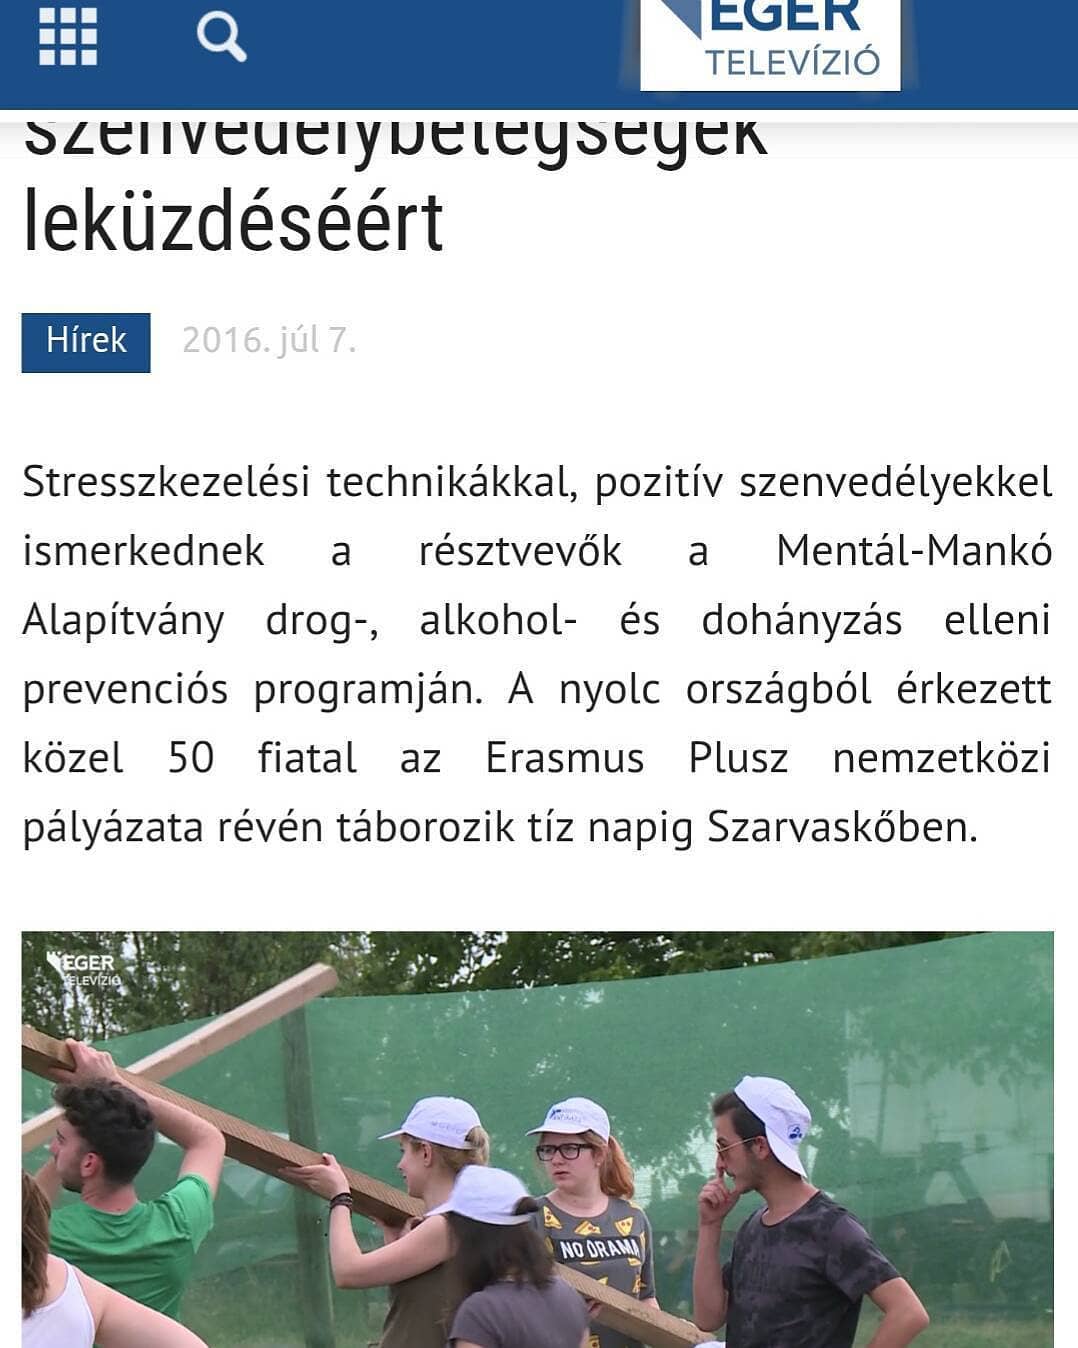 EGER
TELEVÍZIÓ
szenvedélybetegségek
leküzdéséért
Hírek 2016. júl 7.
Stresszkezelési technikákkal, pozitív szenvedélyekkel
ismerkednek a résztvevők a Mentál-Mankó
Alapítvány drog-, alkohol- és dohányzás elleni
prevenciós programján. A nyolc országból érkezett
közel 50 fiatal az Erasmus Plusz nemzetközi
pályázata révén táborozik tíz napig Szarvaskőben.
EGER
TELEVÍZIÓ
NO DRAMA